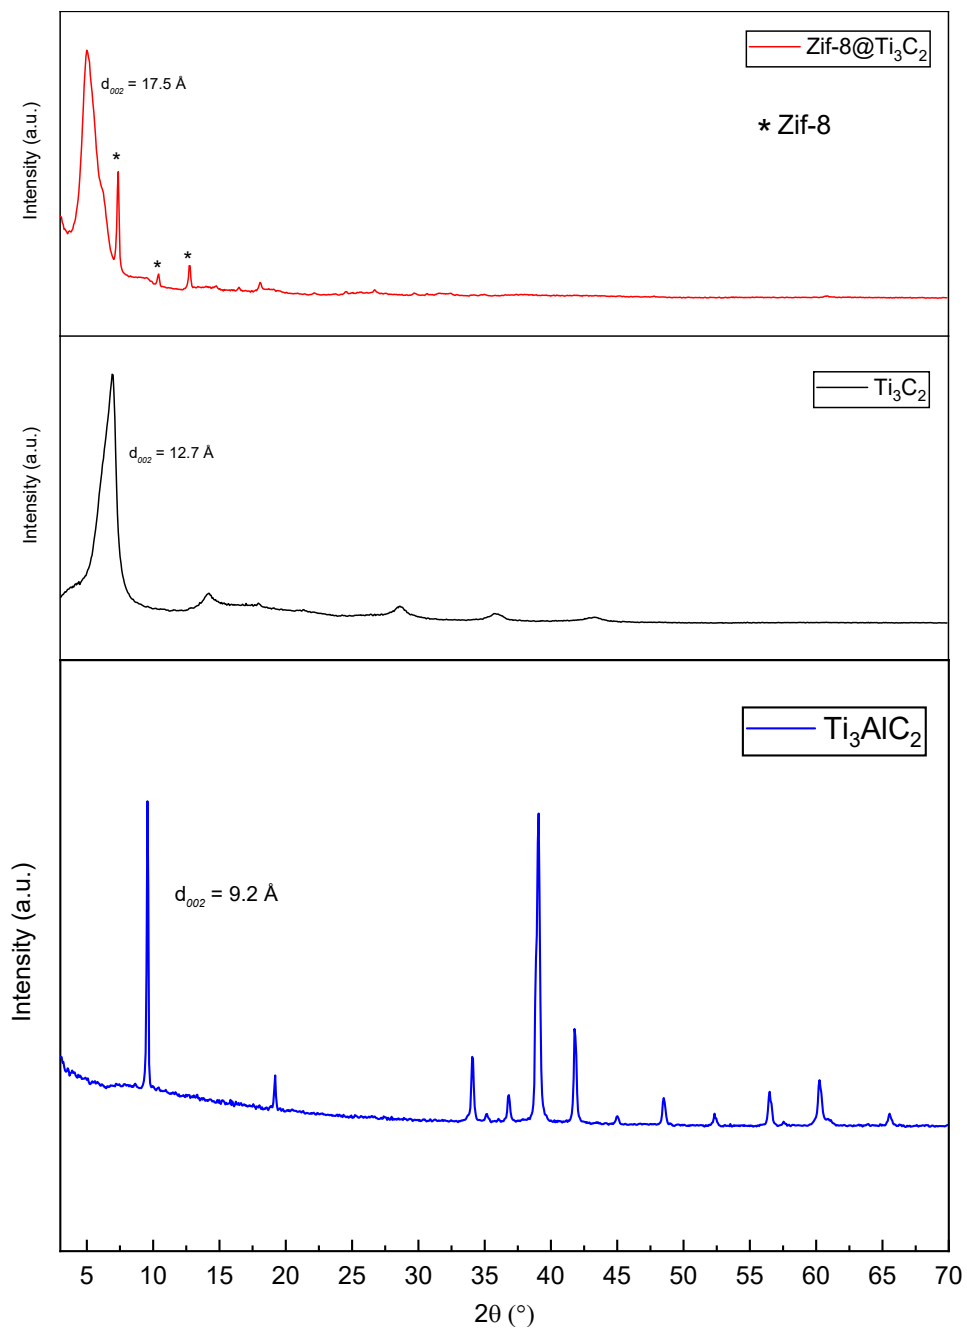 Zif-8@Ti₃C₂
d₀₀₂ = 17.5 Å
* Zif-8
*
*
*
Intensity (a.u.)
Ti₃C₂
d₀₀₂ = 12.7 Å
Intensity (a.u.)
Ti₃AlC₂
d₀₀₂ = 9.2 Å
Intensity (a.u.)
5 10 15 20 25 30 35 40 45 50 55 60 65 70
2θ (°)